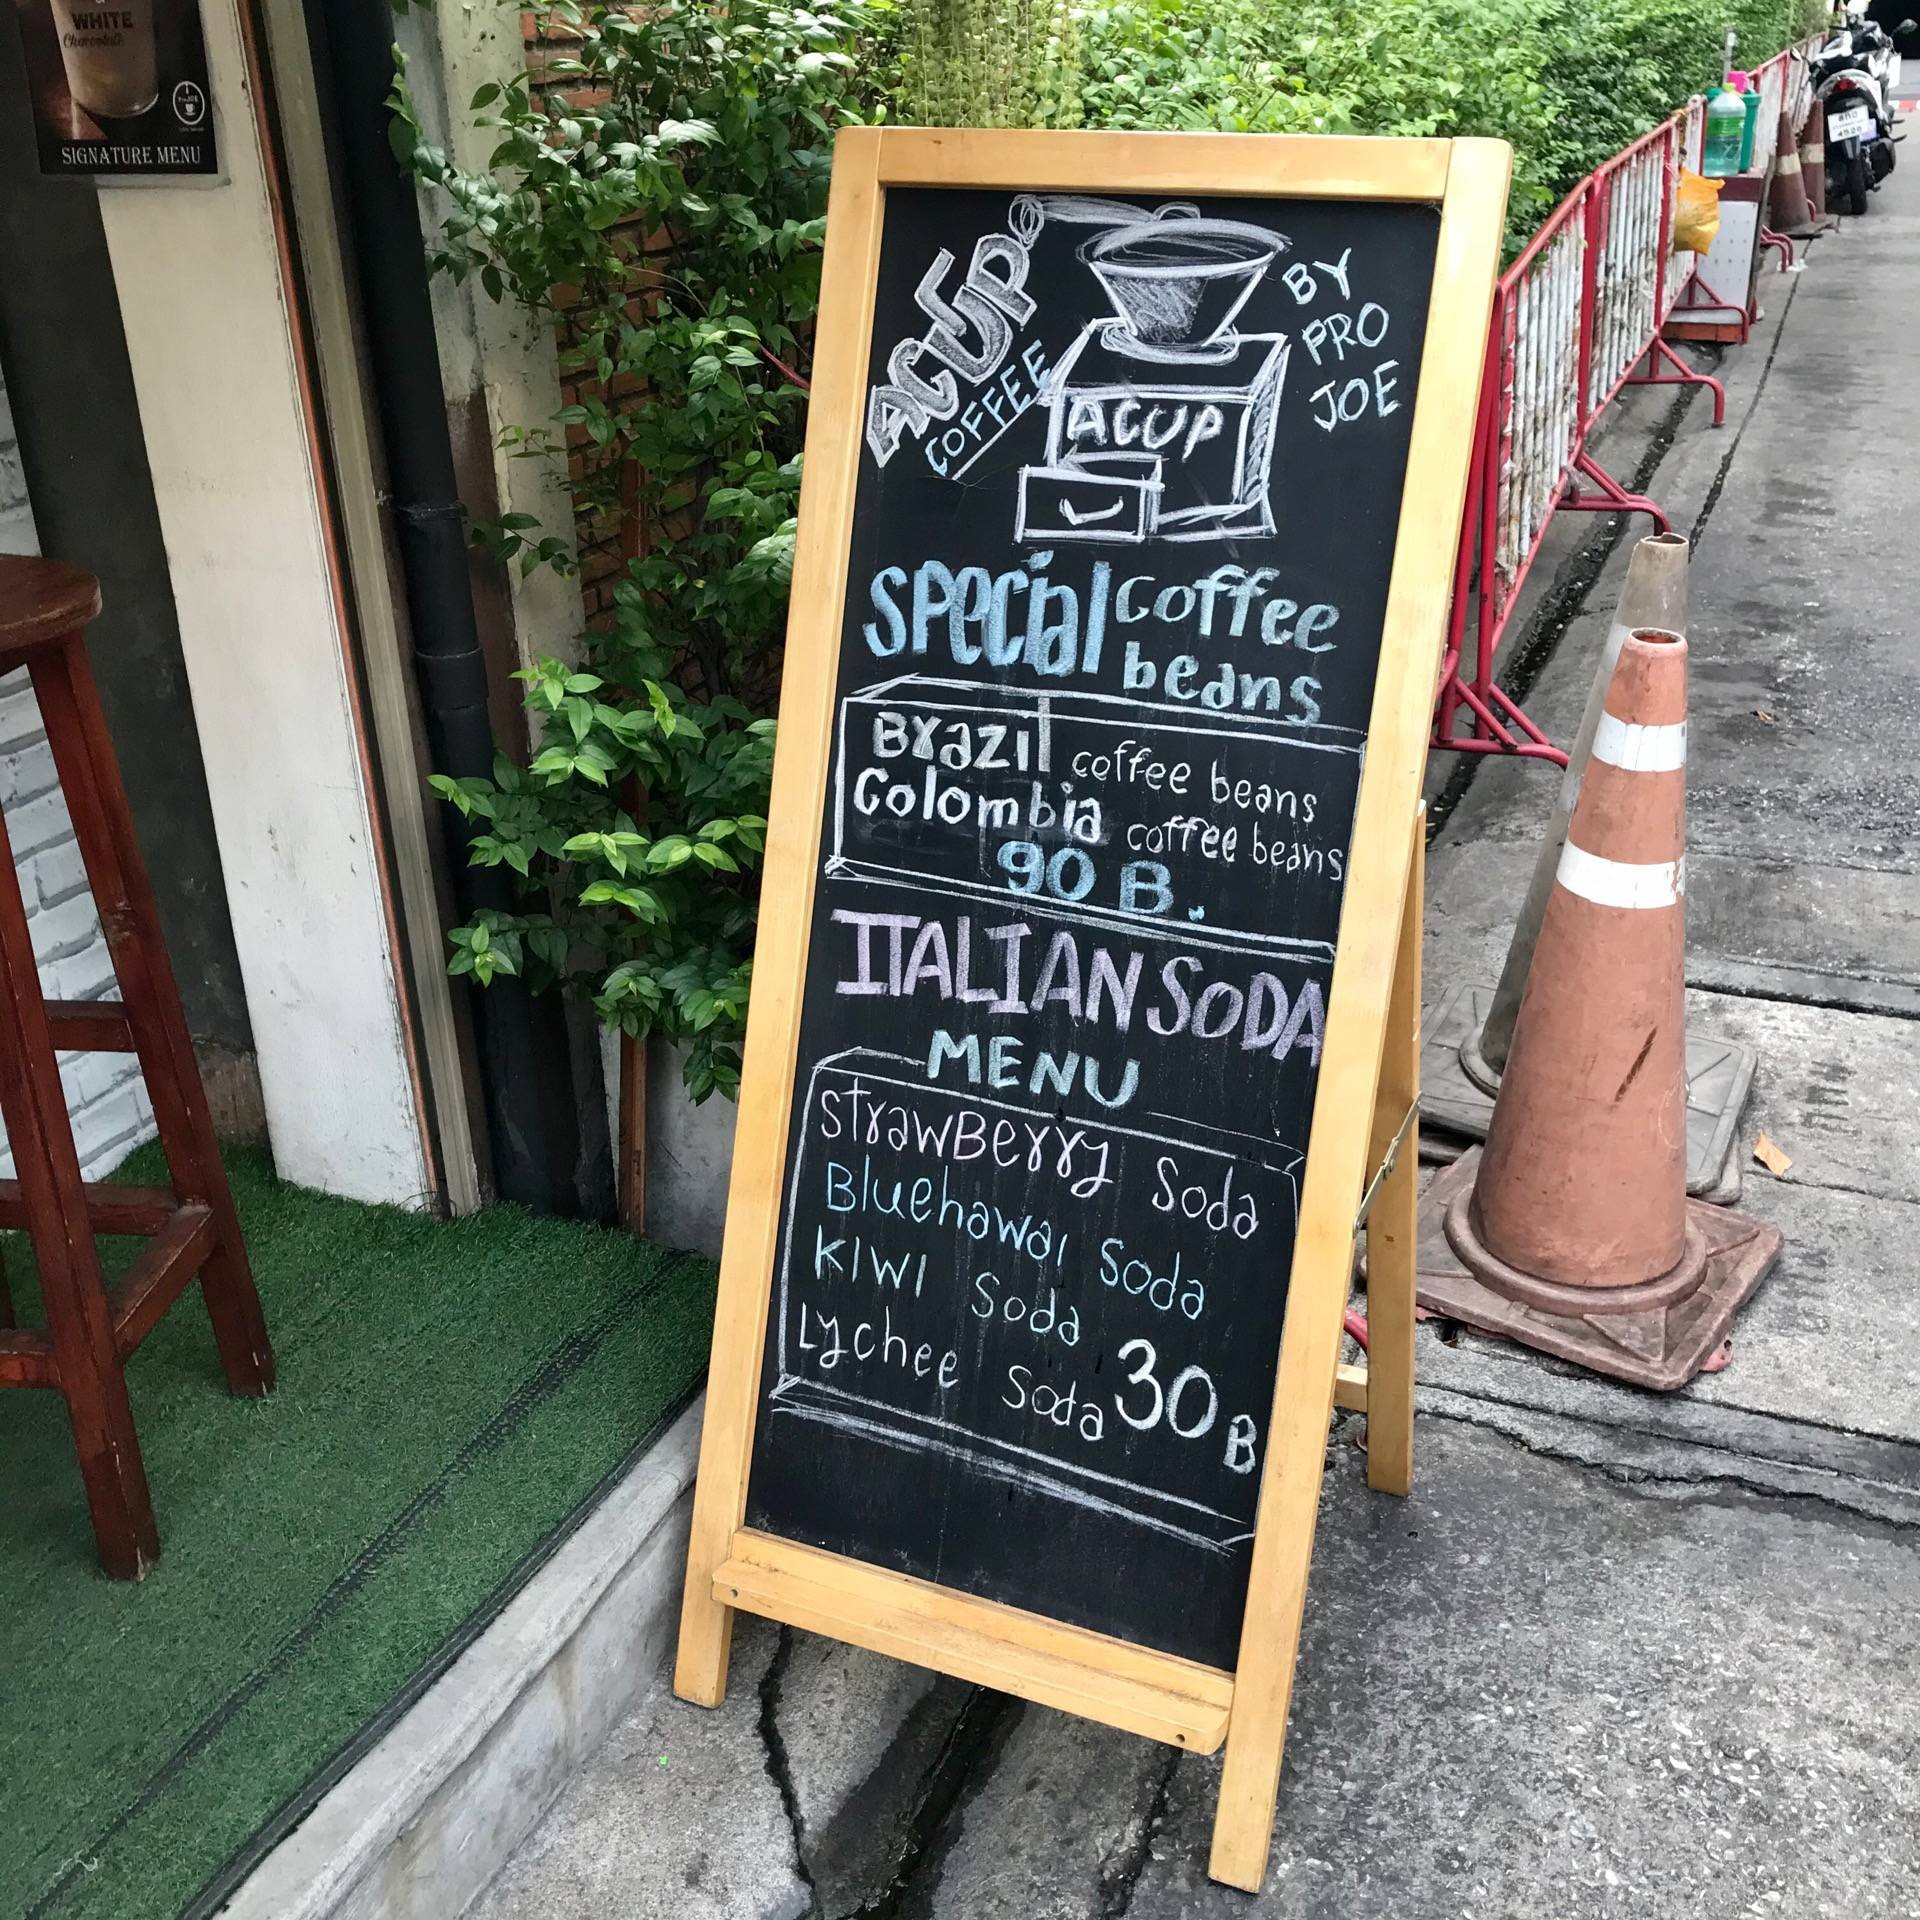 WHITE
Chocolate
SIGNATURE MENU
ACUP
COFFEE
BY
PRO
JOE
ACUP
Special Coffee
beans
Brazil coffee beans
Colombia coffee beans
90 B.
ITALIAN SODA
MENU
strawBerry Soda
Bluehawai Soda
KIWI Soda
Lychee Soda 30 B